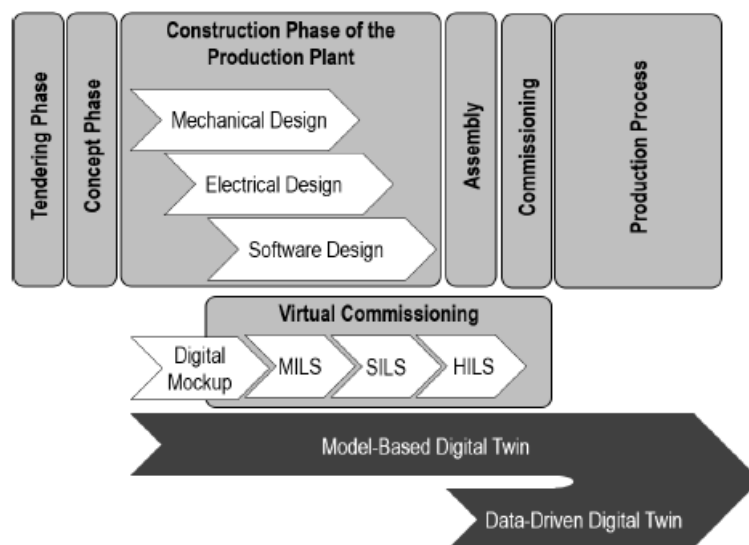 Tendering Phase
Concept Phase
Construction Phase of the
Production Plant
Mechanical Design
Electrical Design
Software Design
Assembly
Commissioning
Production Process
Virtual Commissioning
Digital
Mockup
MILS
SILS
HILS
Model-Based Digital Twin
Data-Driven Digital Twin